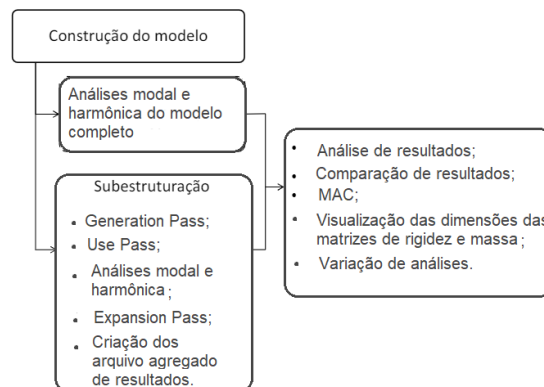 Construção do modelo
Análises modal e
harmônica do modelo
completo
Subestruturação
• Generation Pass;
• Use Pass;
• Análises modal e
harmônica;
• Expansion Pass;
• Criação dos
arquivo agregado
de resultados.
• Análise de resultados;
• Comparação de resultados;
• MAC;
• Visualização das dimensões das
matrizes de rigidez e massa;
• Variação de análises.